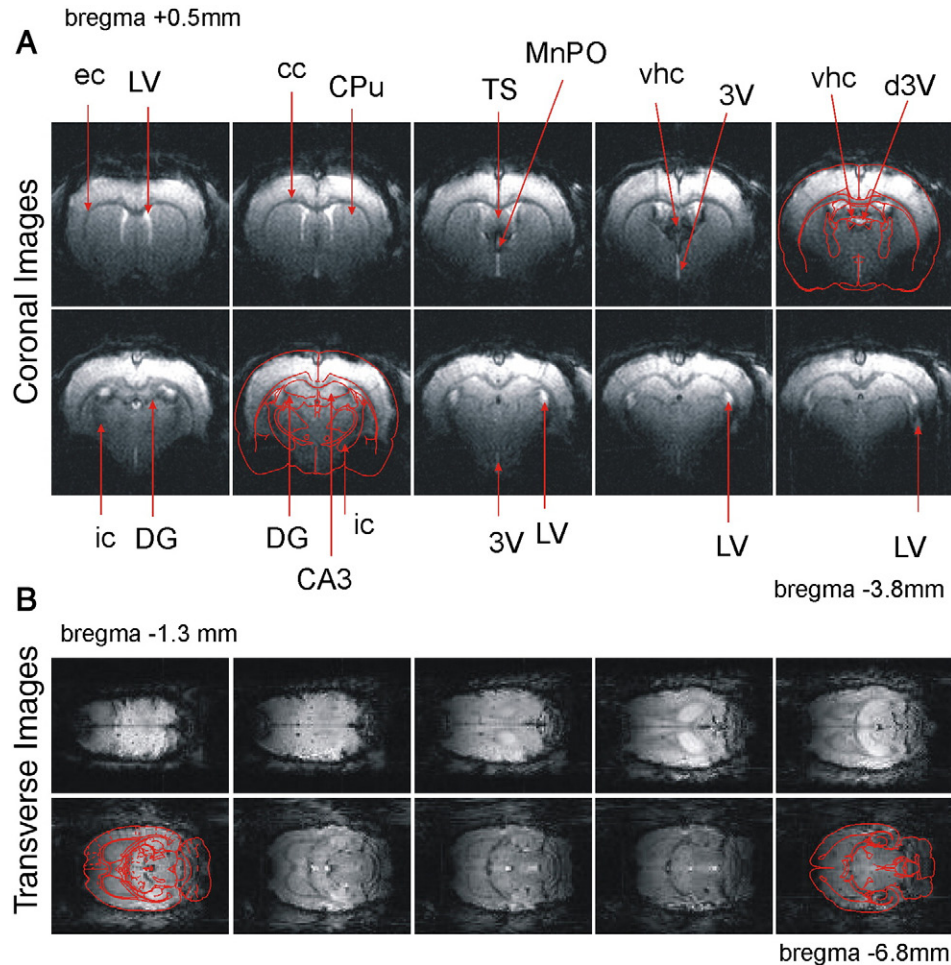 bregma +0.5mm
A
MnPO
ec LV cc CPu TS vhc 3V vhc d3V
Coronal Images
ic DG DG ic 3V LV LV LV
CA3
bregma -3.8mm
B
bregma -1.3 mm
Transverse Images
bregma -6.8mm